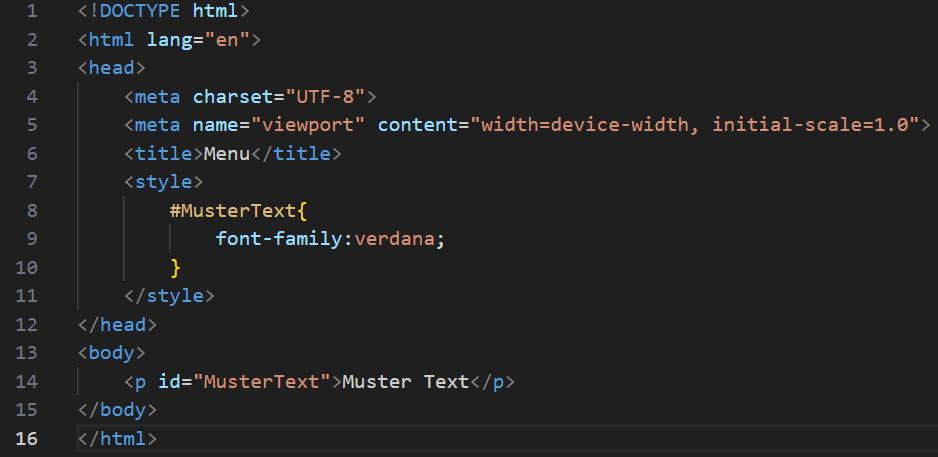 1 <!DOCTYPE html>
2 <html lang="en">
3 <head>
4     <meta charset="UTF-8">
5     <meta name="viewport" content="width=device-width, initial-scale=1.0">
6     <title>Menu</title>
7     <style>
8         #MusterText{
9             font-family:verdana;
10         }
11     </style>
12 </head>
13 <body>
14     <p id="MusterText">Muster Text</p>
15 </body>
16 </html>